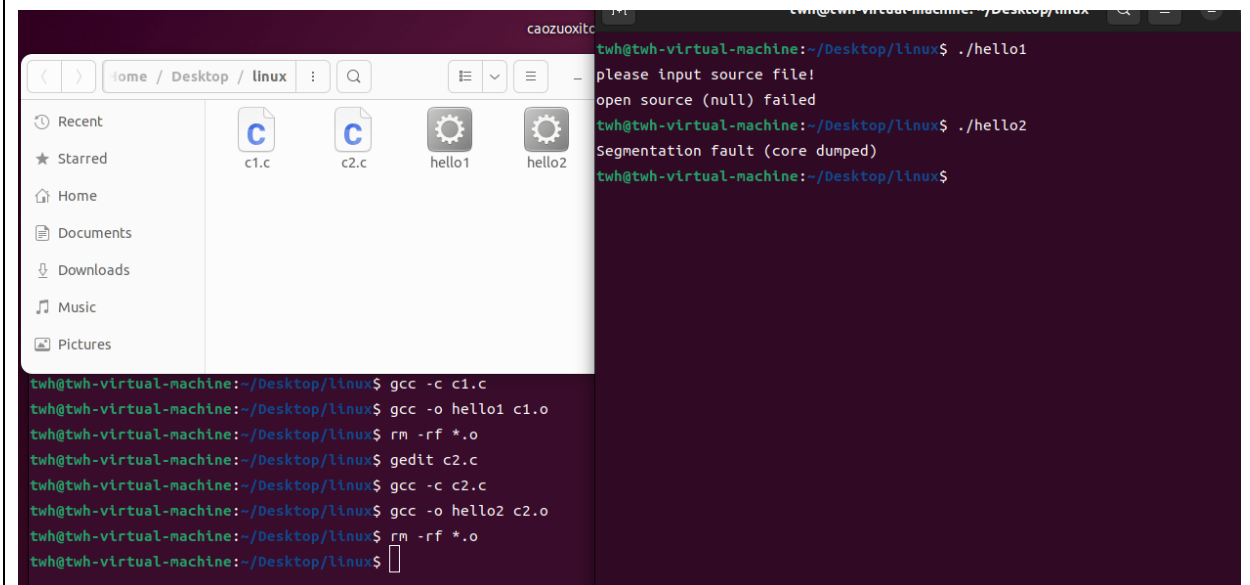 caozuoxitc
twh@twh-virtual-machine: ~/Desktop/linux
Home / Desktop / linux
Recent
Starred
Home
Documents
Downloads
Music
Pictures
c1.c
c2.c
hello1
hello2
twh@twh-virtual-machine:~/Desktop/linux$ gcc -c c1.c
twh@twh-virtual-machine:~/Desktop/linux$ gcc -o hello1 c1.o
twh@twh-virtual-machine:~/Desktop/linux$ rm -rf *.o
twh@twh-virtual-machine:~/Desktop/linux$ gedit c2.c
twh@twh-virtual-machine:~/Desktop/linux$ gcc -c c2.c
twh@twh-virtual-machine:~/Desktop/linux$ gcc -o hello2 c2.o
twh@twh-virtual-machine:~/Desktop/linux$ rm -rf *.o
twh@twh-virtual-machine:~/Desktop/linux$
twh@twh-virtual-machine:~/Desktop/linux$ ./hello1
please input source file!
open source (null) failed
twh@twh-virtual-machine:~/Desktop/linux$ ./hello2
Segmentation fault (core dumped)
twh@twh-virtual-machine:~/Desktop/linux$